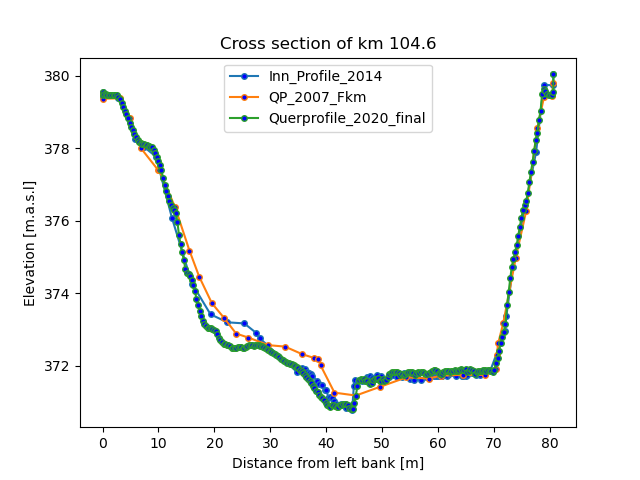 Cross section of km 104.6
Inn_Profile_2014
QP_2007_Fkm
Querprofile_2020_final
Elevation [m.a.s.l]
380
378
376
374
372
0 10 20 30 40 50 60 70 80
Distance from left bank [m]